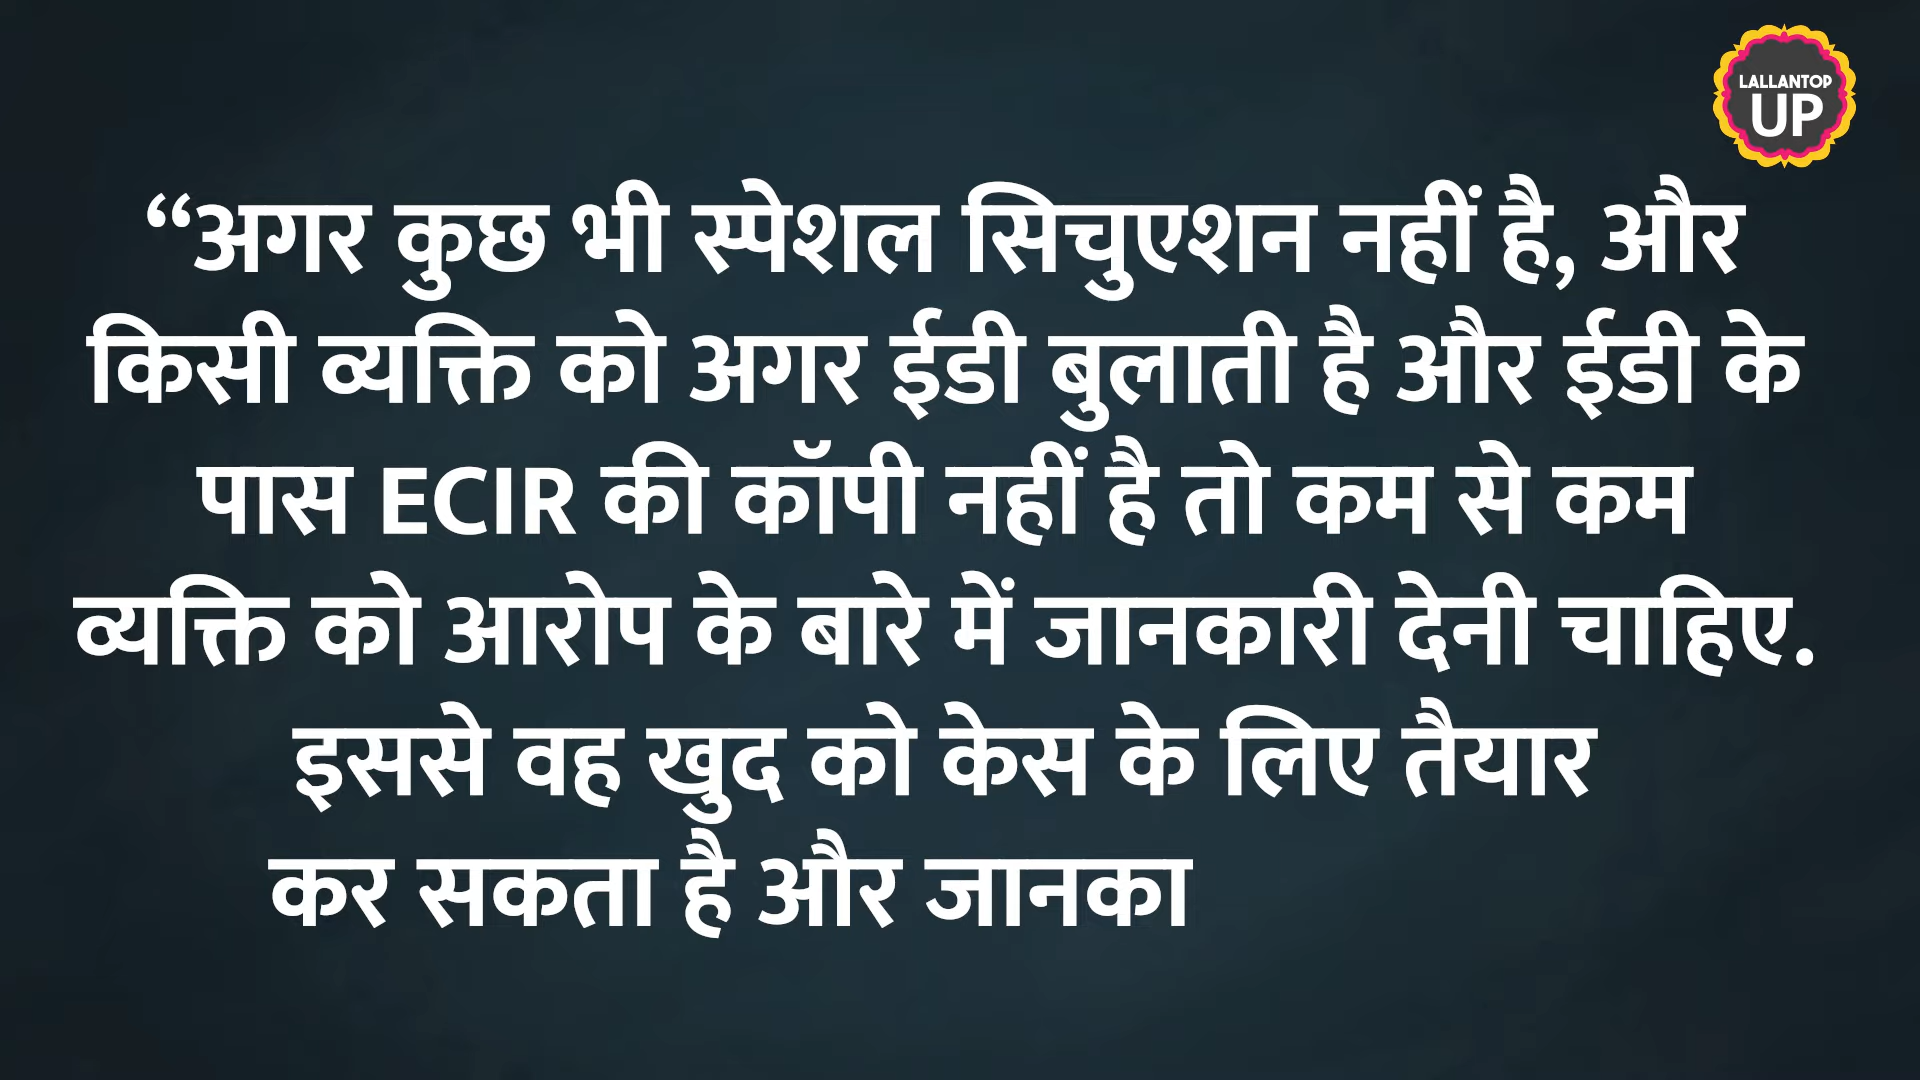 LALLANTOP
UP
“अगर कुछ भी स्पेशल सिचुएशन नहीं है, और
किसी व्यक्ति को अगर ईडी बुलाती है और ईडी के
पास ECIR की कॉपी नहीं है तो कम से कम
व्यक्ति को आरोप के बारे में जानकारी देनी चाहिए.
इससे वह खुद को केस के लिए तैयार
कर सकता है और जानका